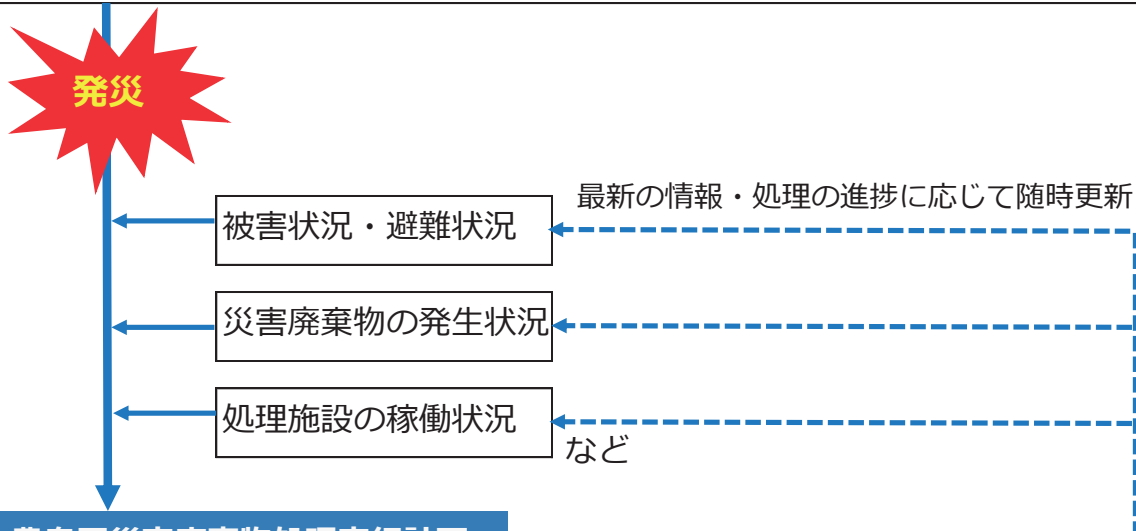 発災
最新の情報・処理の進捗に応じて随時更新
被害状況・避難状況
災害廃棄物の発生状況
処理施設の稼働状況
など